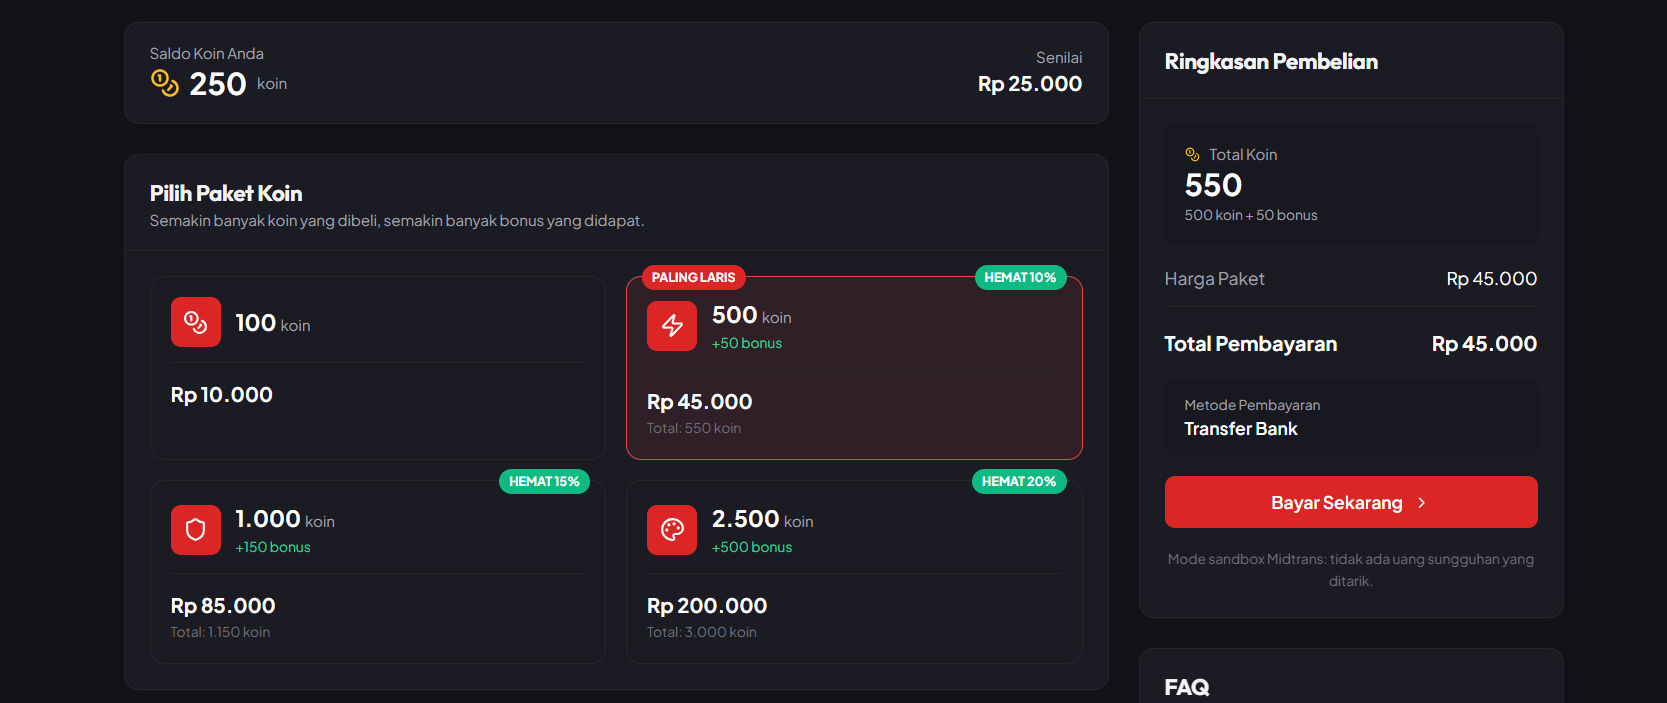 Saldo Koin Anda
250 koin
Senilai
Rp 25.000
Pilih Paket Koin
Semakin banyak koin yang dibeli, semakin banyak bonus yang didapat.
100 koin
Rp 10.000
PALING LARIS
HEMAT 10%
500 koin
+50 bonus
Rp 45.000
Total: 550 koin
HEMAT 15%
1.000 koin
+150 bonus
Rp 85.000
Total: 1.150 koin
HEMAT 20%
2.500 koin
+500 bonus
Rp 200.000
Total: 3.000 koin
Ringkasan Pembelian
Total Koin
550
500 koin + 50 bonus
Harga Paket Rp 45.000
Total Pembayaran Rp 45.000
Metode Pembayaran
Transfer Bank
Bayar Sekarang
Mode sandbox Midtrans: tidak ada uang sungguhan yang
ditarik.
FAQ